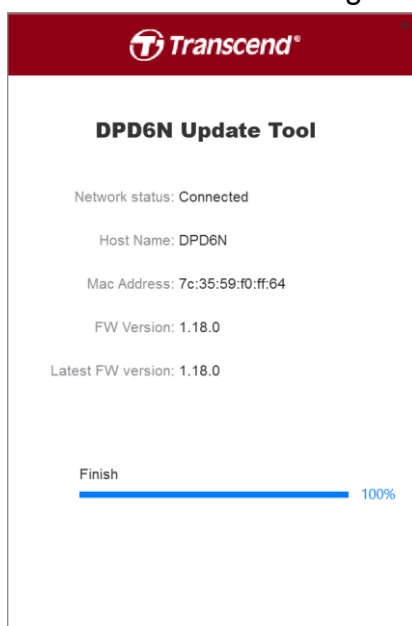 Transcend®
DPD6N Update Tool
Network status: Connected
Host Name: DPD6N
Mac Address: 7c:35:59:f0:ff:64
FW Version: 1.18.0
Latest FW version: 1.18.0
Finish
100%